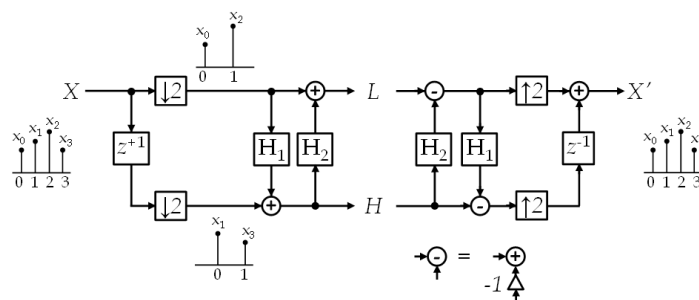 x₀ x₂
0 1
X ↓2 + L - ↑2 + X′
x₀ x₁ x₂ x₃
0 1 2 3
z⁺¹ H₁ H₂ H₂ H₁ z⁻¹
x₀ x₁ x₂ x
0 1 2 3
↓2 + H - ↑2
x₁ x₃
0 1
- = +
-1